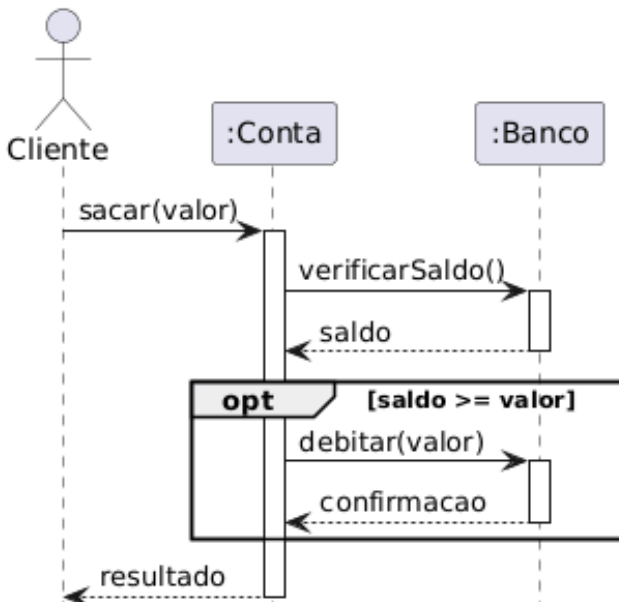 Cliente
:Conta
:Banco
sacar(valor)
verificarSaldo()
saldo
opt
[saldo >= valor]
debitar(valor)
confirmacao
resultado